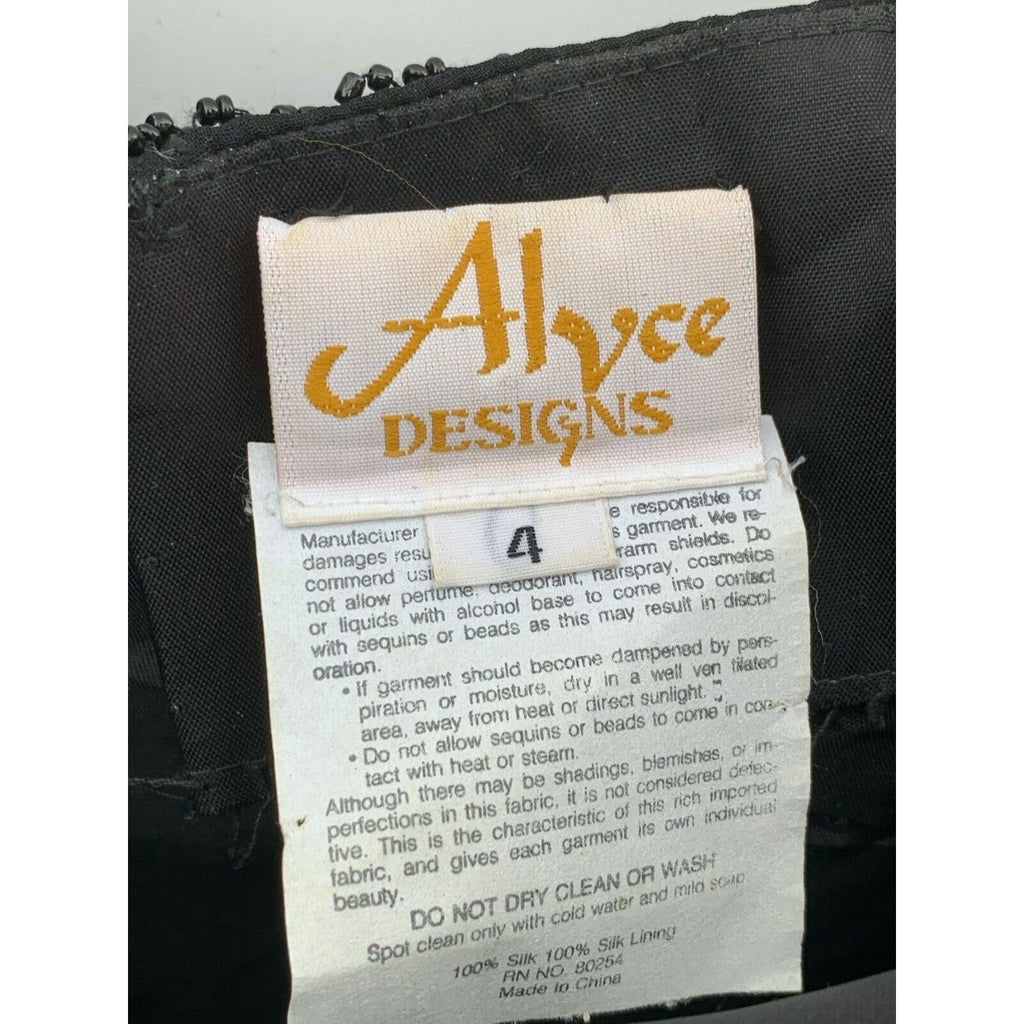 Alyce
DESIGNS
4
Manufacturer e responsible for
damages resu s garment. We re-
commend usi rarm shields. Do
not allow perfume, deodorant, hairspray, cosmetics
or liquids with alcohol base to come into contact
with sequins or beads as this may result in discol-
oration.
• If garment should become dampened by pers-
piration or moisture, dry in a well ven tilated
area, away from heat or direct sunlight.
• Do not allow sequins or beads to come in con-
tact with heat or steam.
Although there may be shadings, blemishes, or im-
perfections in this fabric, it is not considered defec-
tive. This is the characteristic of this rich imported
fabric, and gives each garment its own individual
beauty.
DO NOT DRY CLEAN OR WASH
Spot clean only with cold water and mild soap
100% Silk 100% Silk Lining
RN NO. 80254
Made In China